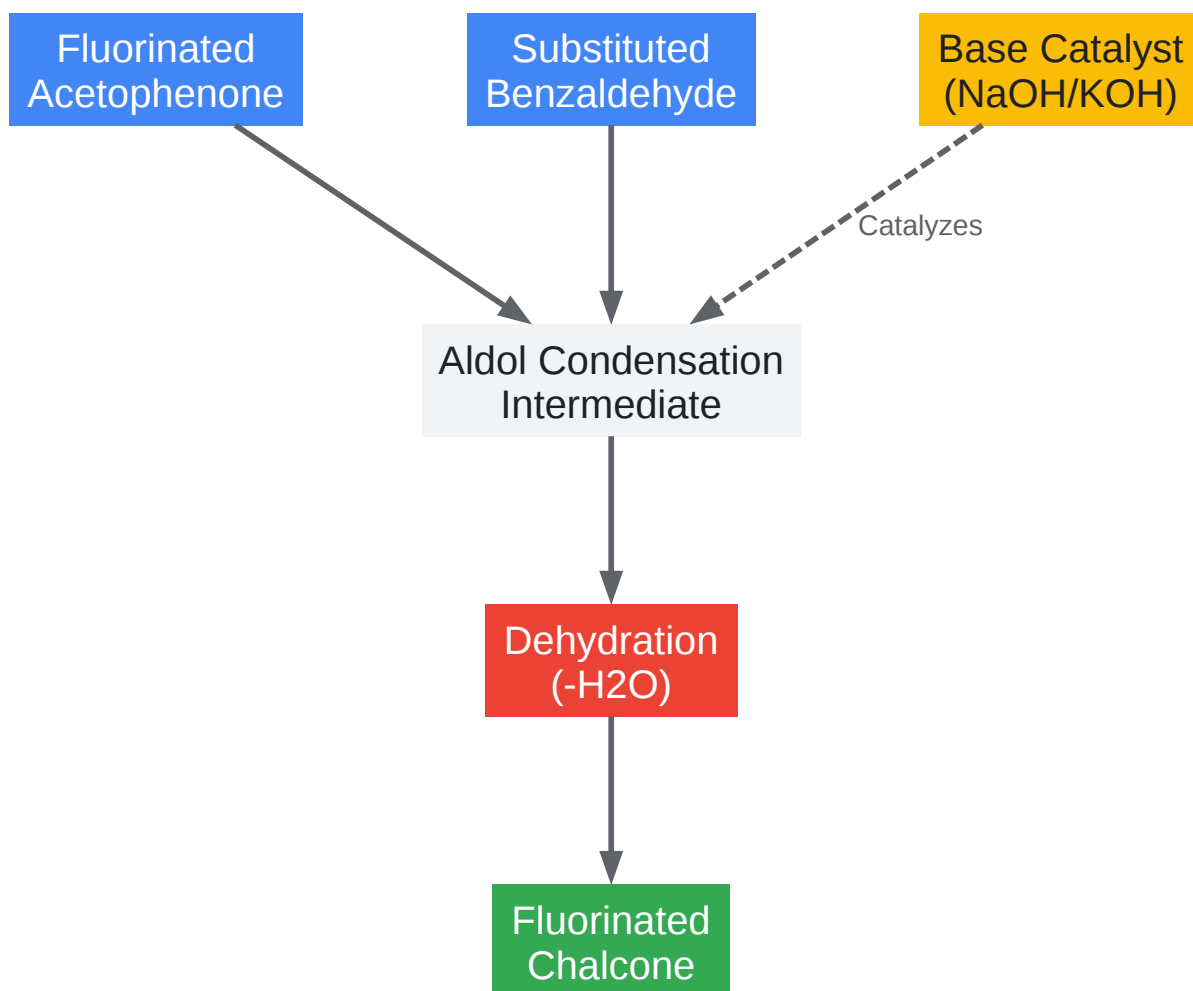 Fluorinated
Acetophenone
Substituted
Benzaldehyde
Base Catalyst
(NaOH/KOH)
Catalyzes
Aldol Condensation
Intermediate
Dehydration
(-H2O)
Fluorinated
Chalcone